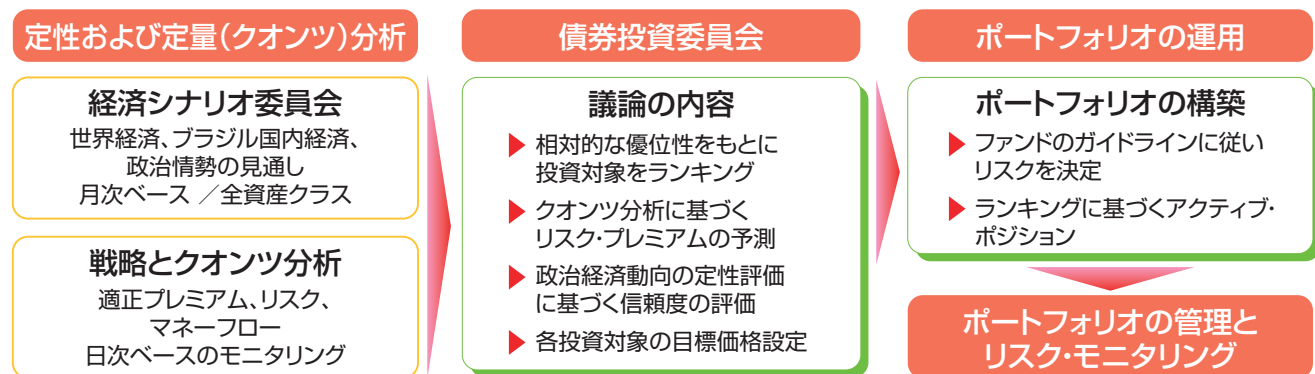 定性および定量（クオンツ）分析
経済シナリオ委員会
世界経済、ブラジル国内経済、
政治情勢の見通し
月次ベース ／全資産クラス
戦略とクオンツ分析
適正プレミアム、リスク、
マネーフロー
日次ベースのモニタリング
債券投資委員会
議論の内容
相対的な優位性をもとに
投資対象をランキング
クオンツ分析に基づく
リスク・プレミアムの予測
政治経済動向の定性評価
に基づく信頼度の評価
各投資対象の目標価格設定
ポートフォリオの運用
ポートフォリオの構築
ファンドのガイドラインに従い
リスクを決定
ランキングに基づくアクティブ・
ポジション
ポートフォリオの管理と
リスク・モニタリング